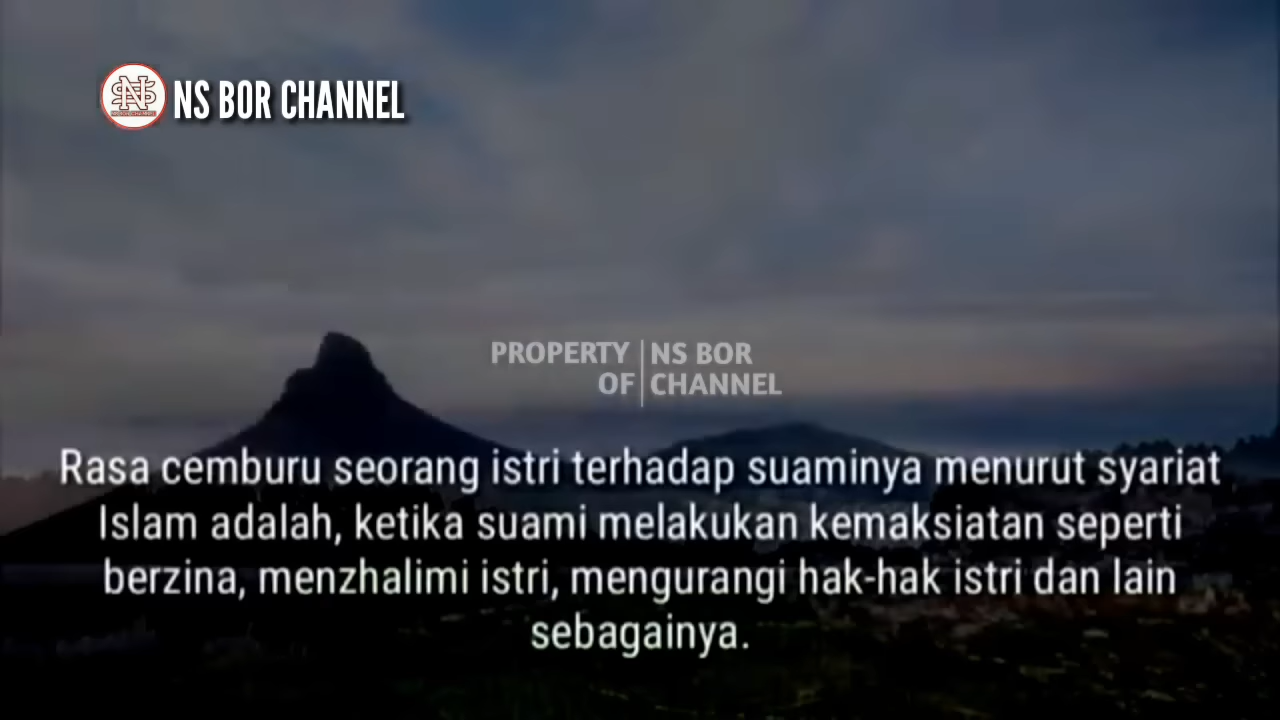 NS BOR CHANNEL
PROPERTY OF
NS BOR CHANNEL
Rasa cemburu seorang istri terhadap suaminya menurut syariat
Islam adalah, ketika suami melakukan kemaksiatan seperti
berzina, menzhalimi istri, mengurangi hak-hak istri dan lain
sebagainya.